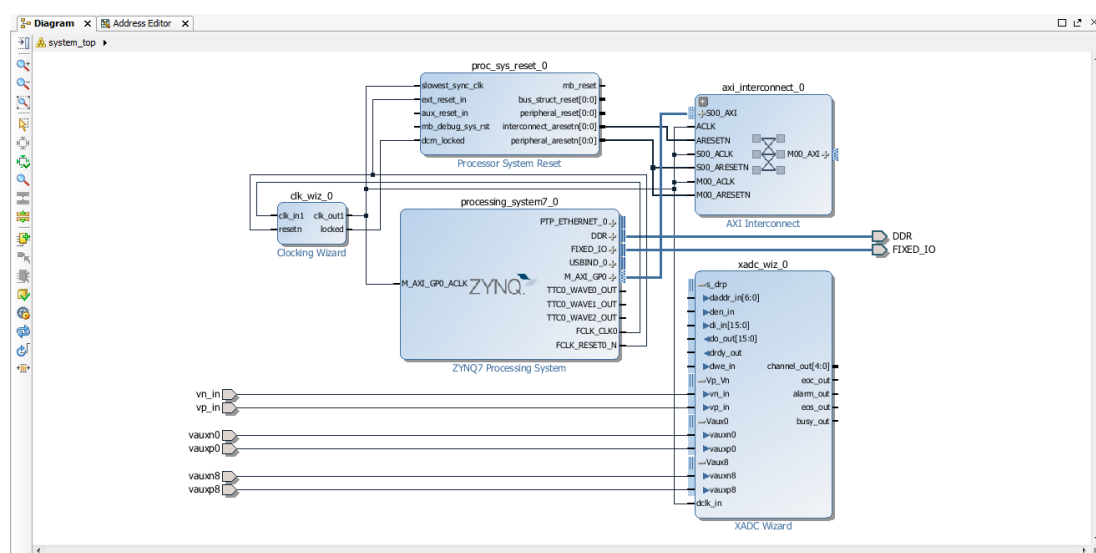 Diagram
Address Editor
system_top
proc_sys_reset_0
slowest_sync_clk
ext_reset_in
aux_reset_in
mb_debug_sys_rst
dcm_locked
mb_reset
bus_struct_reset[0:0]
peripheral_reset[0:0]
interconnect_aresetn[0:0]
peripheral_aresetn[0:0]
Processor System Reset
axi_interconnect_0
S00_AXI
ACLK
ARESETN
S00_ACLK
S00_ARESETN
M00_ACLK
M00_ARESETN
M00_AXI
AXI Interconnect
clk_wiz_0
clk_in1
resetn
clk_out1
locked
Clocking Wizard
processing_system7_0
M_AXI_GP0_ACLK
ZYNQ
PTP_ETHERNET_0
DDR
FIXED_IO
USBIND_0
M_AXI_GP0
TTC0_WAVE0_OUT
TTC0_WAVE1_OUT
TTC0_WAVE2_OUT
FCLK_CLK0
FCLK_RESET0_N
ZYNQ7 Processing System
DDR
FIXED_IO
xadc_wiz_0
s_drp
daddr_in[6:0]
den_in
di_in[15:0]
do_out[15:0]
drdy_out
dwe_in
Vp_Vn
vn_in
vp_in
Vaux0
vauxn0
vauxp0
Vaux8
vauxn8
vauxp8
dclk_in
channel_out[4:0]
eoc_out
alarm_out
eos_out
busy_out
XADC Wizard
vn_in
vp_in
vauxn0
vauxp0
vauxn8
vauxp8